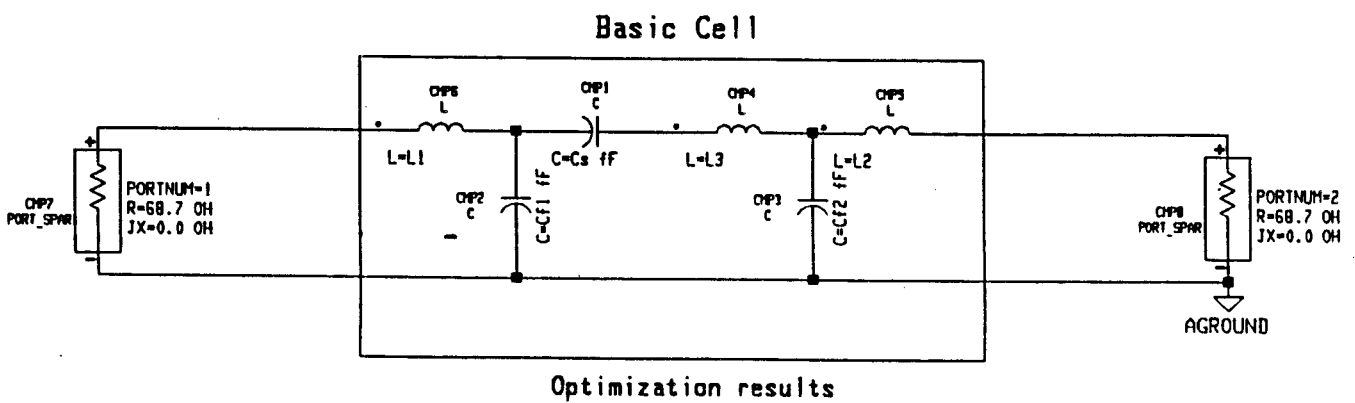 Basic Cell
CMP6
L
L=L1
CMP1
C
C=Cs fF
CMP4
L
L=L3
CMP5
L
L=L2
CMP2
C
C=Cf1 fF
CMP3
C
C=Cf2 fF
+
CMP7
PORT_SPAR
-
PORTNUM=1
R=68.7 OH
JX=0.0 OH
+
CMP8
PORT_SPAR
-
PORTNUM=2
R=68.7 OH
JX=0.0 OH
AGROUND
Optimization results